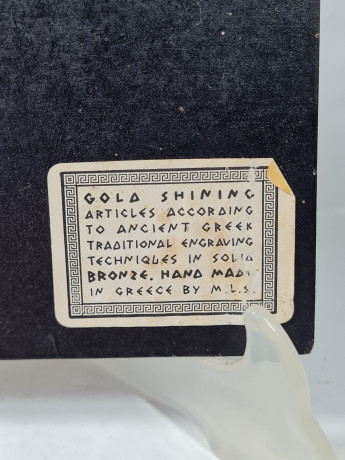 GOLD SHINING
ARTICLES ACCORDING
TO ANCIENT GREEK
TRADITIONAL ENGRAVING
TECHNIQUES IN SOLID
BRONZE. HAND MADE
IN GREECE BY M.L.S.